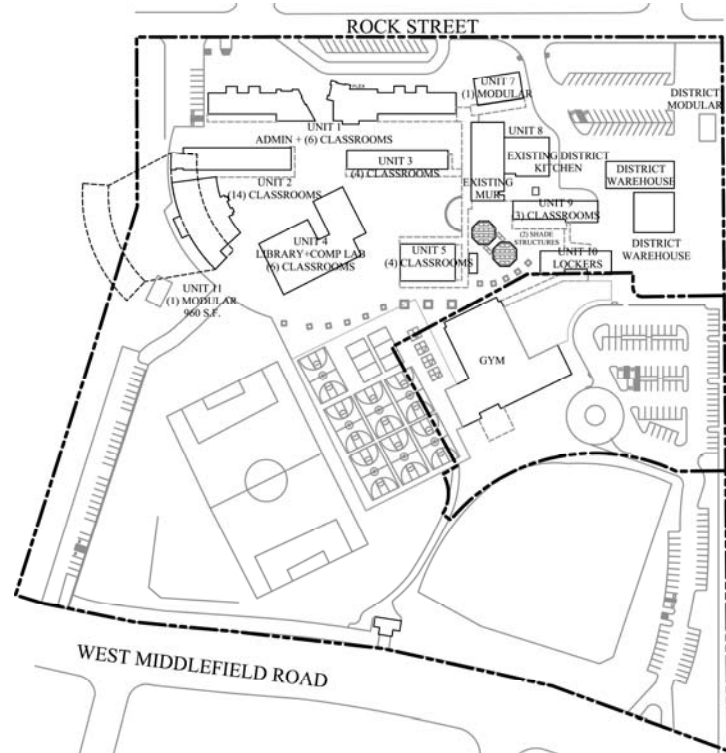 ROCK STREET
UNIT 7
(1) MODULAR
DISTRICT
MODULAR
UNIT 1
ADMIN + (6) CLASSROOMS
UNIT 8
EXISTING DISTRICT
KITCHEN
UNIT 3
(4) CLASSROOMS
UNIT 2
(14) CLASSROOMS
EXISTING
MUR
DISTRICT
WAREHOUSE
UNIT 9
(3) CLASSROOMS
(2) SHADE
STRUCTURES
UNIT 4
LIBRARY+COMP LAB
(6) CLASSROOMS
UNIT 5
(4) CLASSROOMS
UNIT 10
LOCKERS
DISTRICT
WAREHOUSE
UNIT 11
(1) MODULAR
960 S.F.
GYM
WEST MIDDLEFIELD ROAD